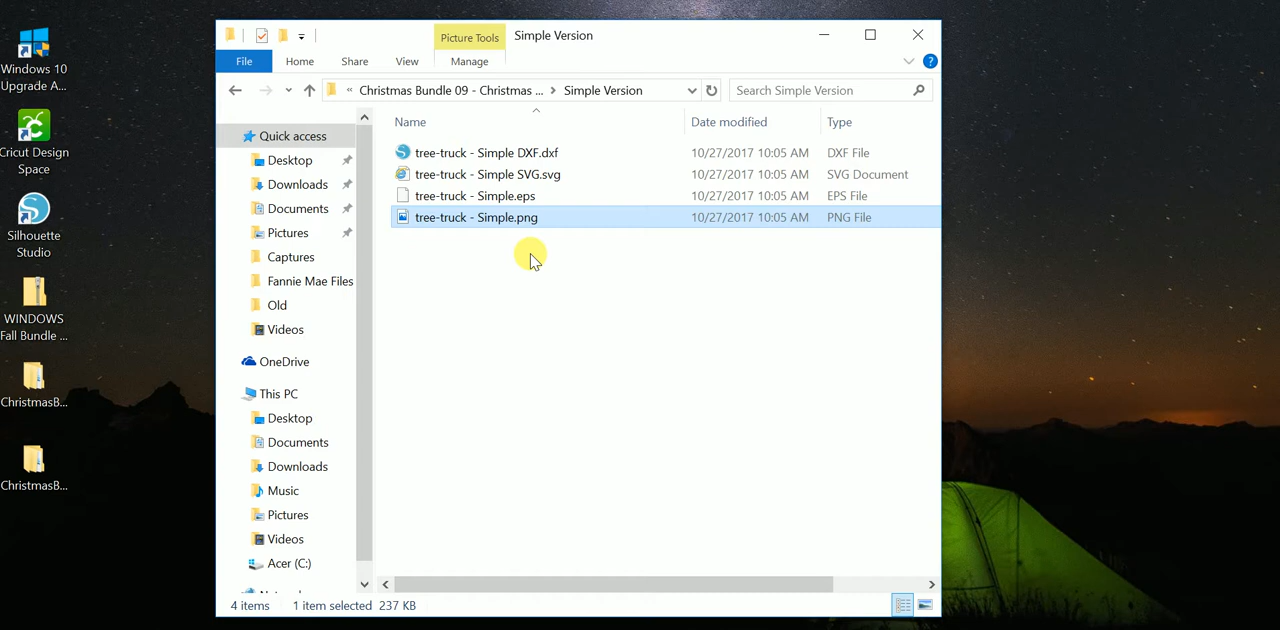 Windows 10
Upgrade A...
Cricut Design
Space
Silhouette
Studio
WINDOWS
Fall Bundle ...
ChristmasB...
ChristmasB...
Picture Tools
Simple Version
File
Home
Share
View
Manage
« Christmas Bundle 09 - Christmas ... > Simple Version
Search Simple Version
Quick access
Desktop
Downloads
Documents
Pictures
Captures
Fannie Mae Files
Old
Videos
OneDrive
This PC
Desktop
Documents
Downloads
Music
Pictures
Videos
Acer (C:)
Name Date modified Type
tree-truck - Simple DXF.dxf 10/27/2017 10:05 AM DXF File
tree-truck - Simple SVG.svg 10/27/2017 10:05 AM SVG Document
tree-truck - Simple.eps 10/27/2017 10:05 AM EPS File
tree-truck - Simple.png 10/27/2017 10:05 AM PNG File
4 items 1 item selected 237 KB